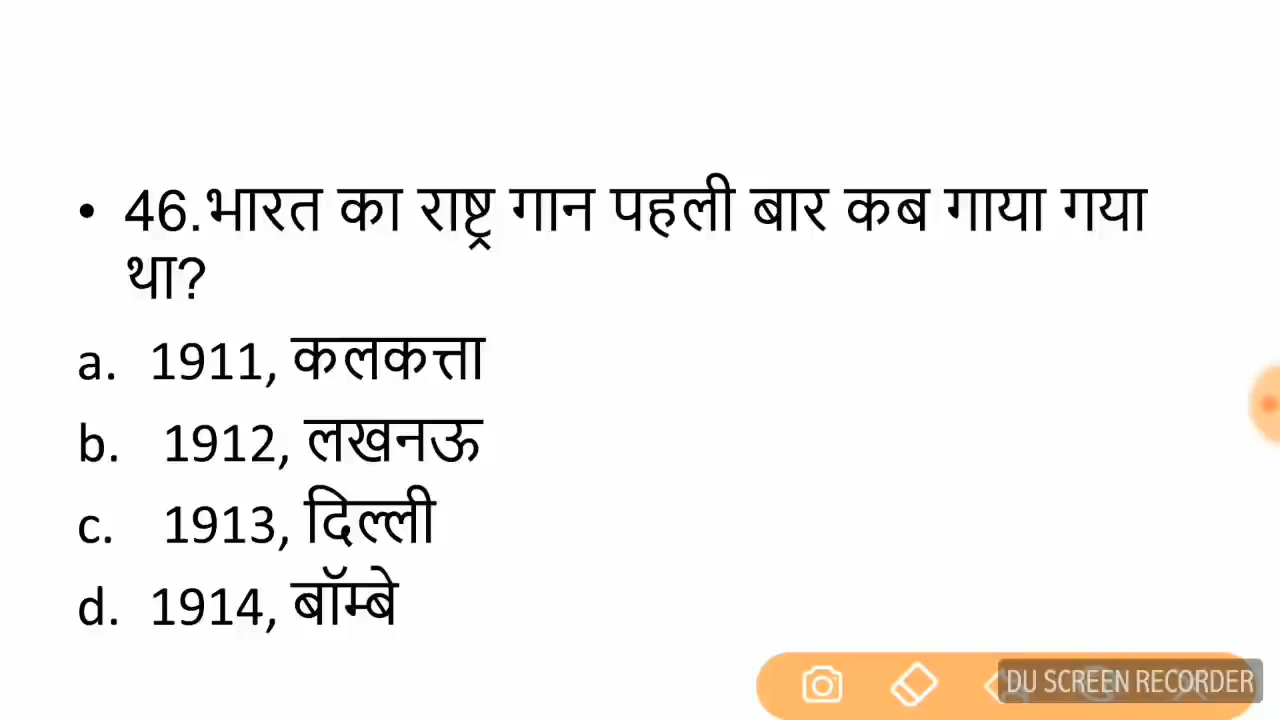 • 46.भारत का राष्ट्र गान पहली बार कब गाया गया
था?
a. 1911, कलकत्ता
b. 1912, लखनऊ
c. 1913, दिल्ली
d. 1914, बॉम्बे
DU SCREEN RECORDER